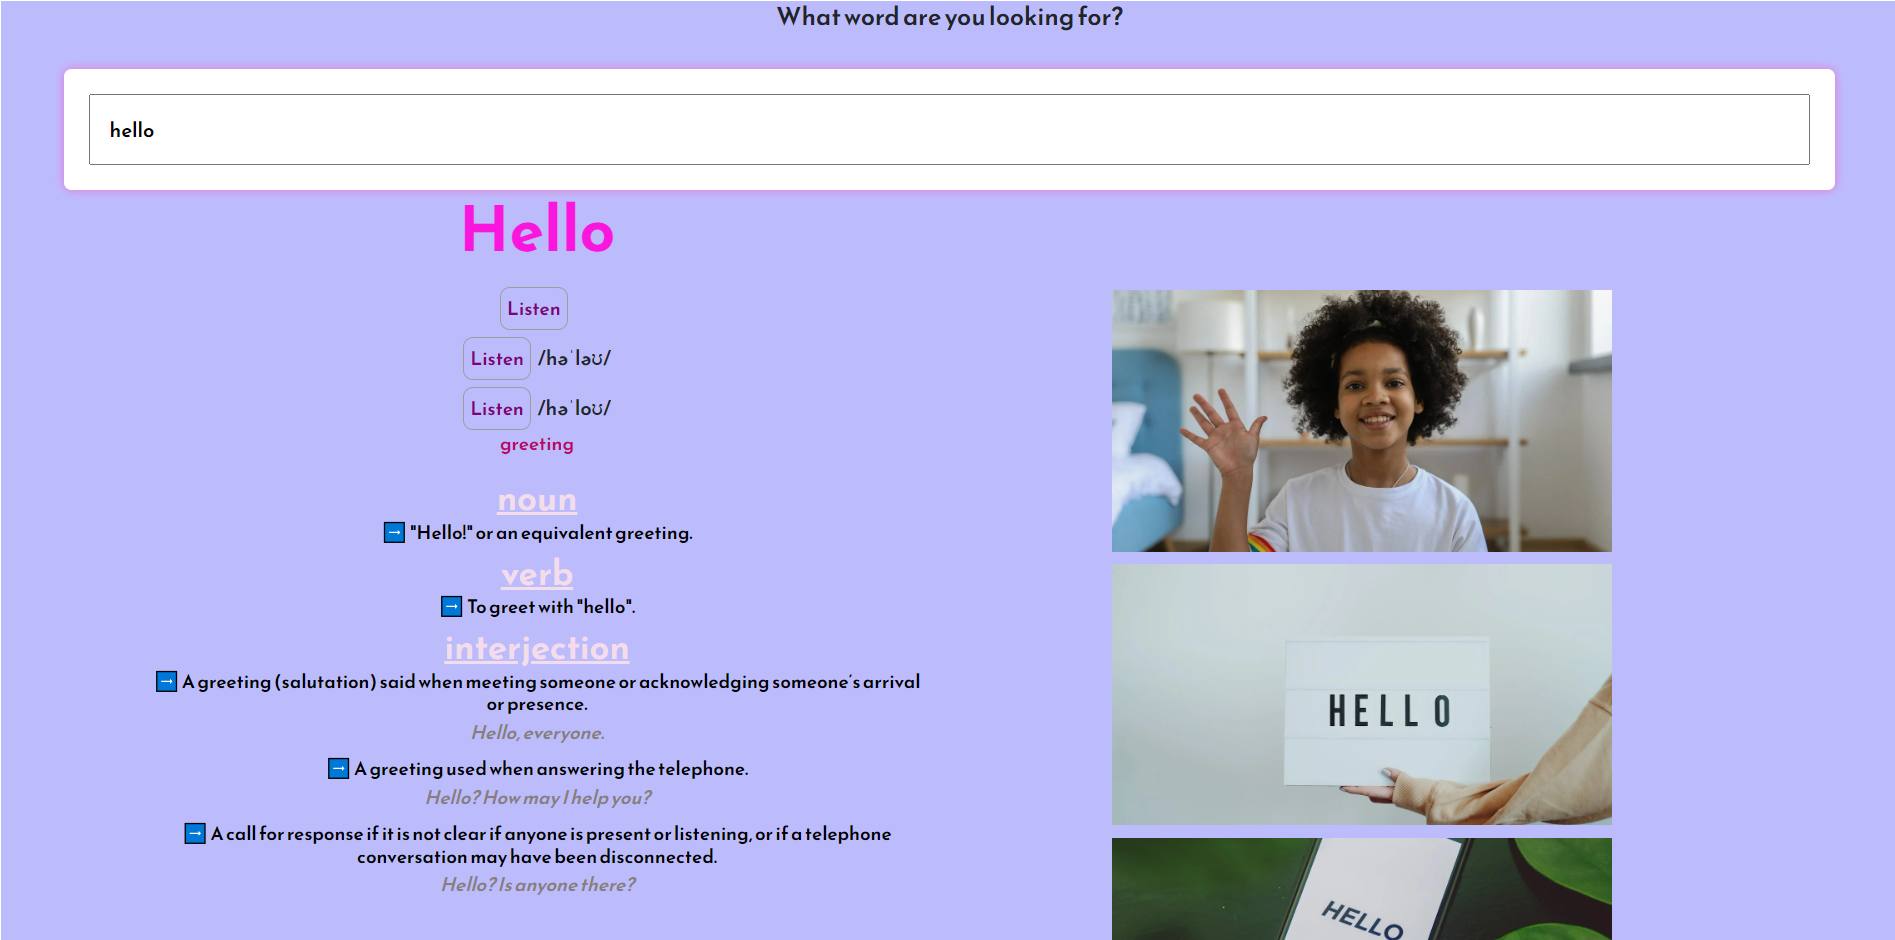 What word are you looking for?
hello
Hello
Listen
Listen /həˈləʊ/
Listen /həˈloʊ/
greeting
noun
➡ "Hello!" or an equivalent greeting.
verb
➡ To greet with "hello".
interjection
➡ A greeting (salutation) said when meeting someone or acknowledging someone’s arrival
or presence.
Hello, everyone.
➡ A greeting used when answering the telephone.
Hello? How may I help you?
➡ A call for response if it is not clear if anyone is present or listening, or if a telephone
conversation may have been disconnected.
Hello? Is anyone there?
HELLO
HELLO